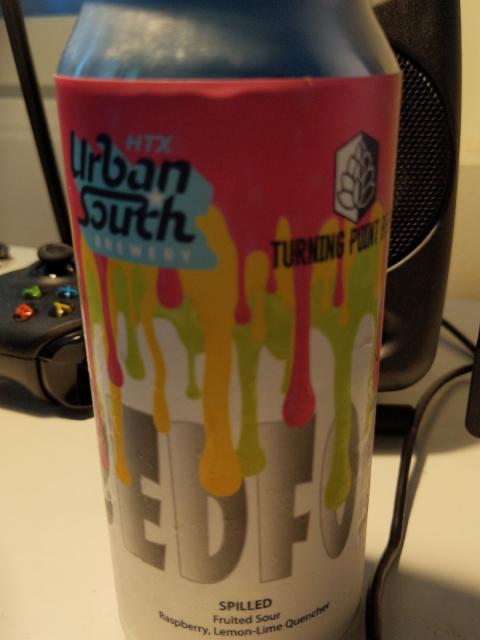 HTX
Urban
South
BREWERY
TURNING POINT
EDFO
SPILLED
Fruited Sour
Raspberry, Lemon-Lime Quencher